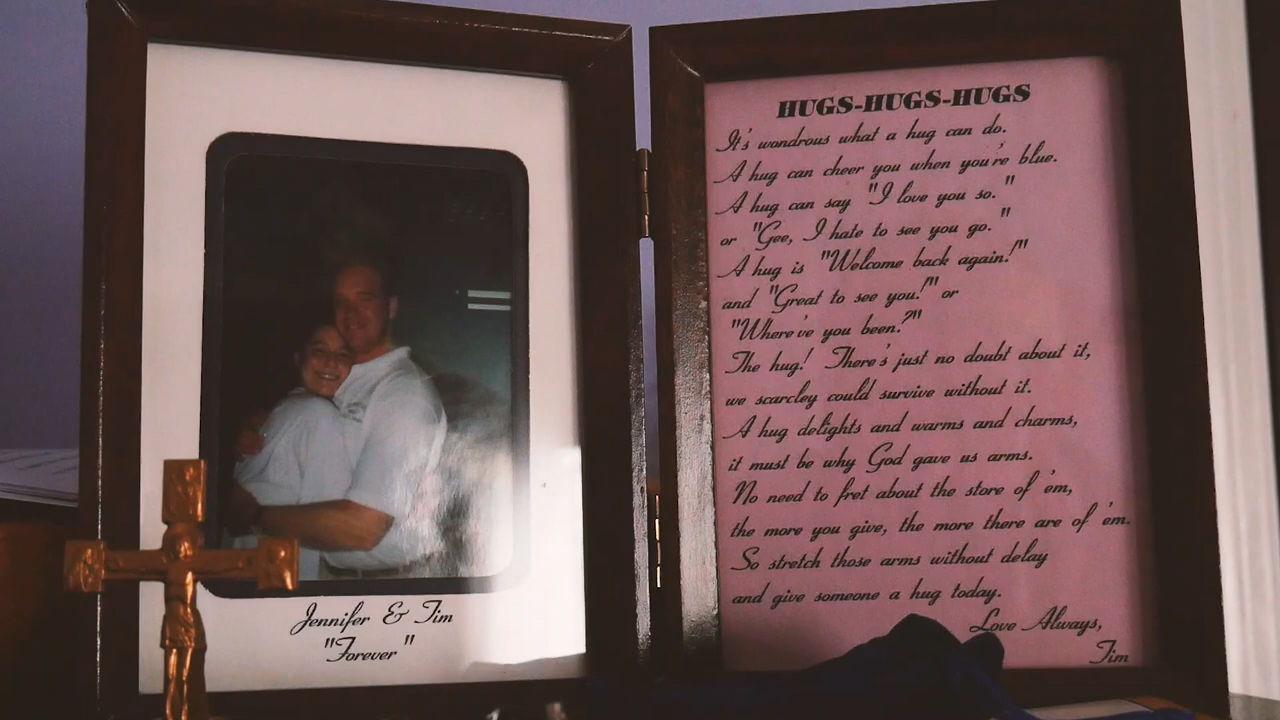 Jennifer & Tim
"Forever"
HUGS-HUGS-HUGS
It's wondrous what a hug can do.
A hug can cheer you when you're blue.
A hug can say "I love you so."
or "Gee, I hate to see you go."
A hug is "Welcome back again!"
and "Great to see you!" or
"Where've you been?"
The hug! There's just no doubt about it,
we scarcley could survive without it.
A hug delights and warms and charms,
it must be why God gave us arms.
No need to fret about the store of 'em,
the more you give, the more there are of 'em.
So stretch those arms without delay
and give someone a hug today.
Love Always,
Tim